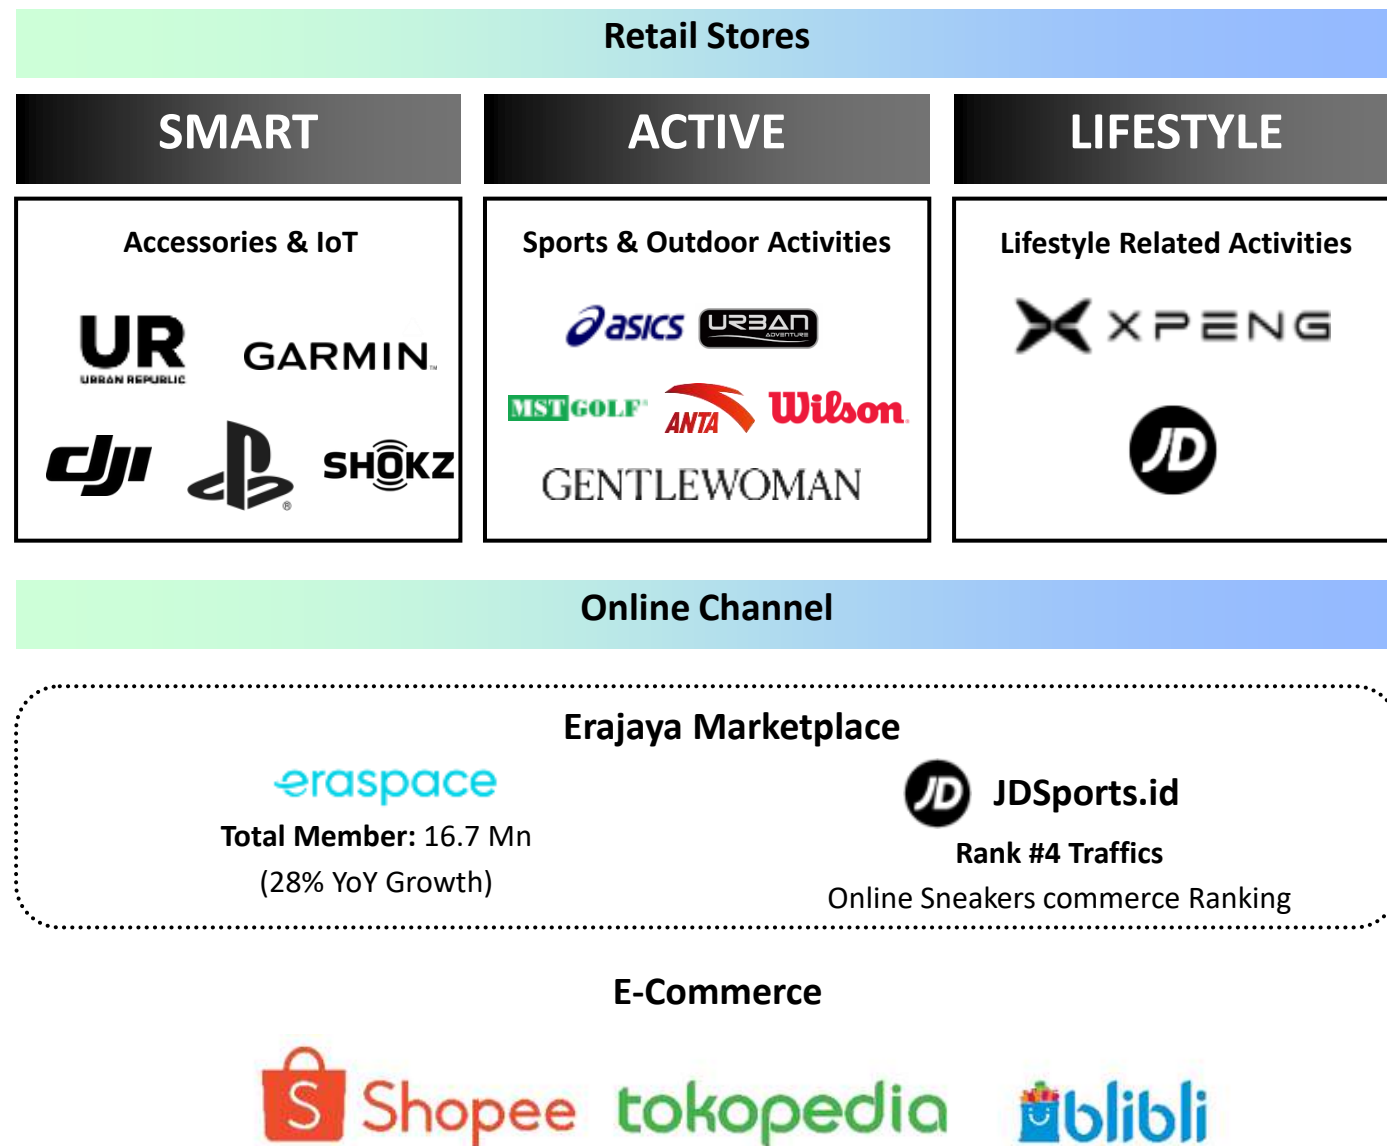 Retail Stores
SMART
ACTIVE
LIFESTYLE
Accessories & IoT
UR
URBAN REPUBLIC
GARMIN™
dji
SHOKZ
Sports & Outdoor Activities
asics
URBAN
ADVENTURE
MST GOLF®
ANTA
Wilson
GENTLEWOMAN
Lifestyle Related Activities
XPENG
JD
Online Channel
Erajaya Marketplace
eraspace
Total Member: 16.7 Mn
(28% YoY Growth)
JD JDSports.id
Rank #4 Traffics
Online Sneakers commerce Ranking
E-Commerce
S Shopee tokopedia blibli